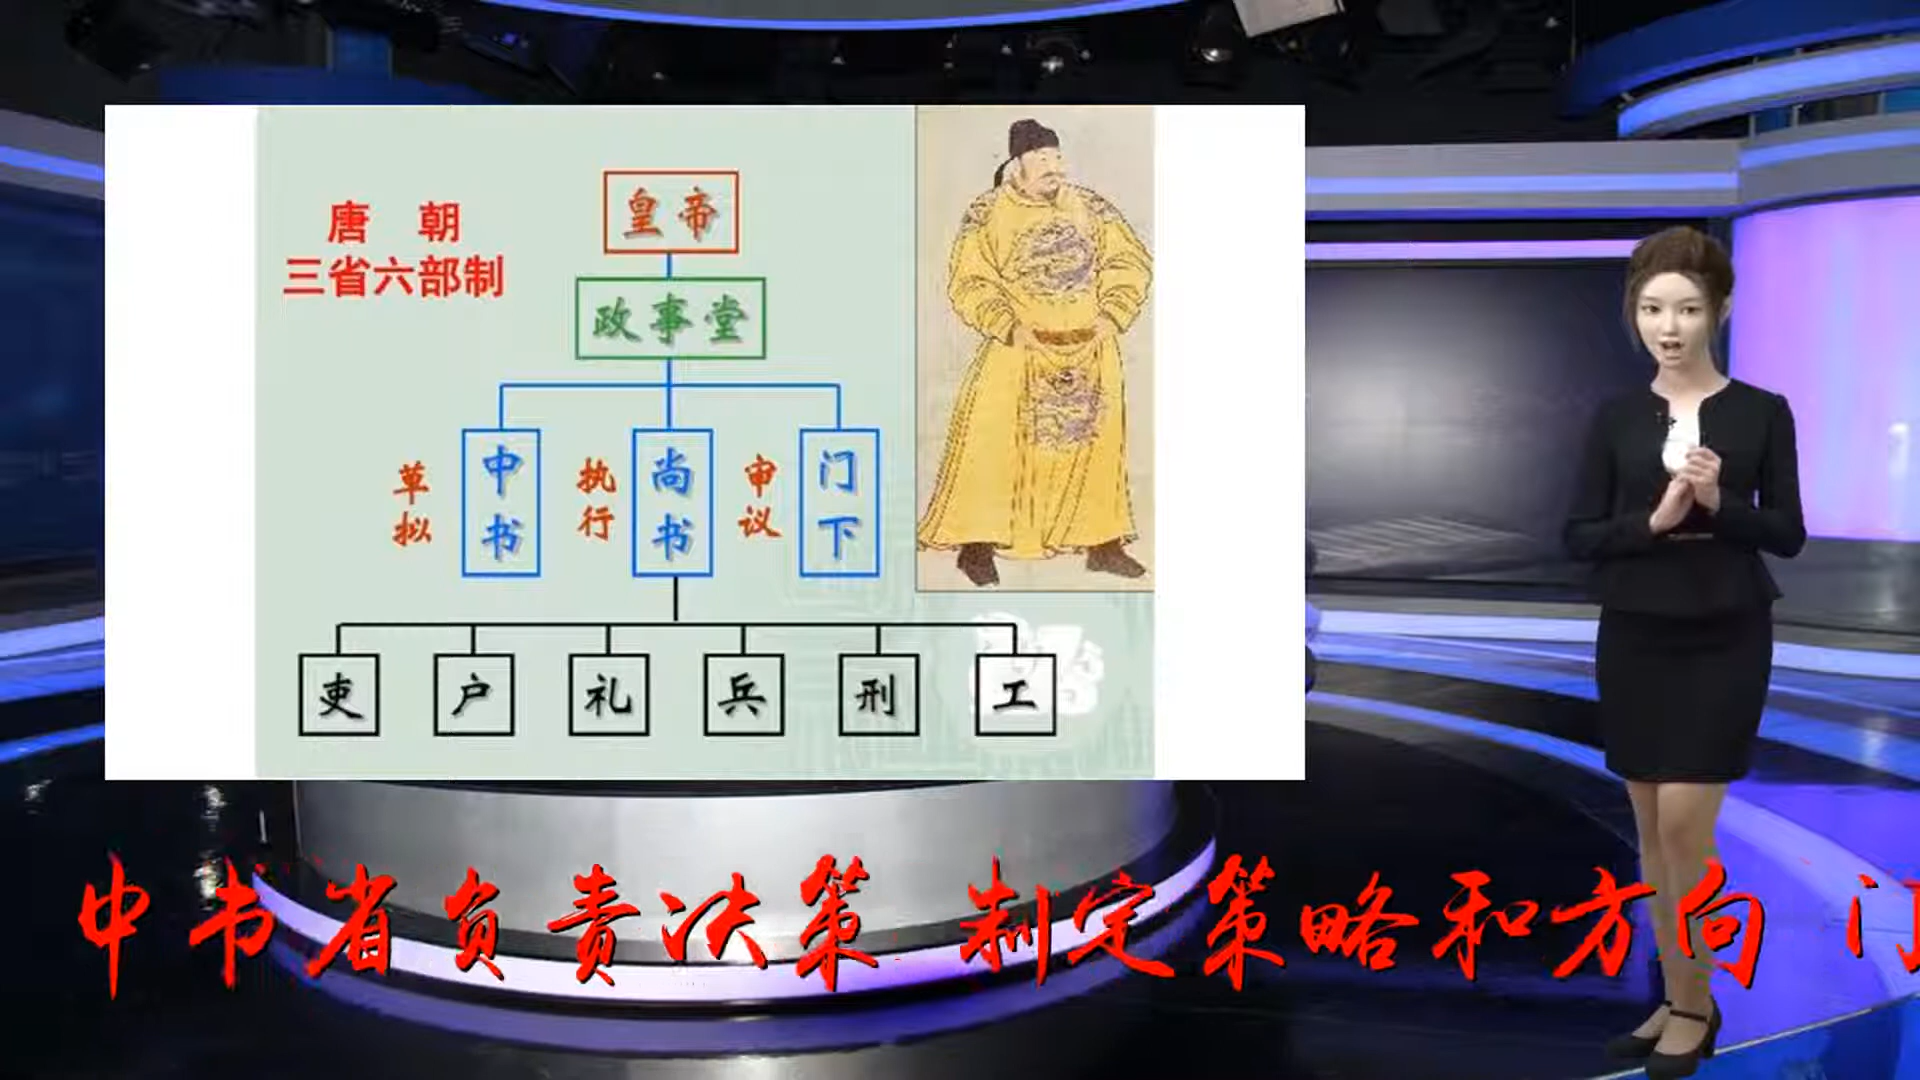 唐 朝
三省六部制
皇帝
政事堂
草拟
中书
执行
尚书
审议
门下
吏 户 礼 兵 刑 工
中书省负责决策 制定策略和方向 门